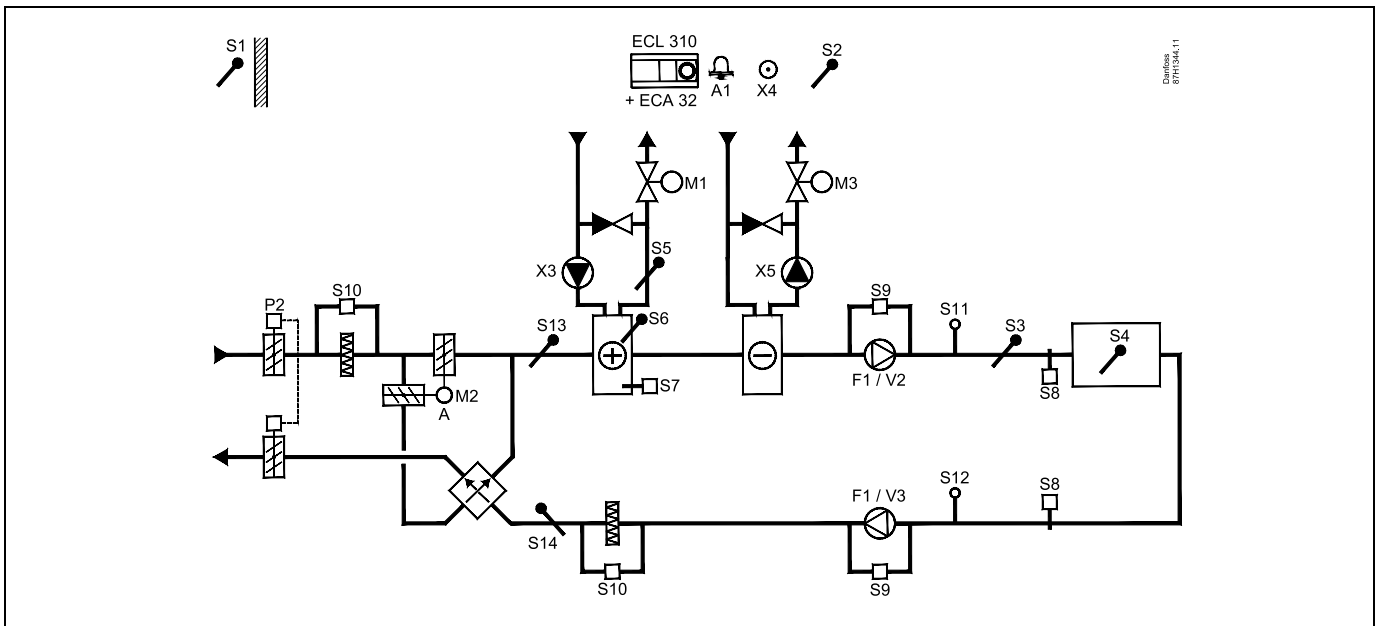 S1
ECL 310
S2
Danfoss
87H1344.11
A1
X4
+ ECA 32
M1
M3
S5
X3
X5
P2
S10
S13
S6
S9
S11
S3
S4
S7
M2
A
F1 / V2
S8
S14
S10
F1 / V3
S12
S8
S9